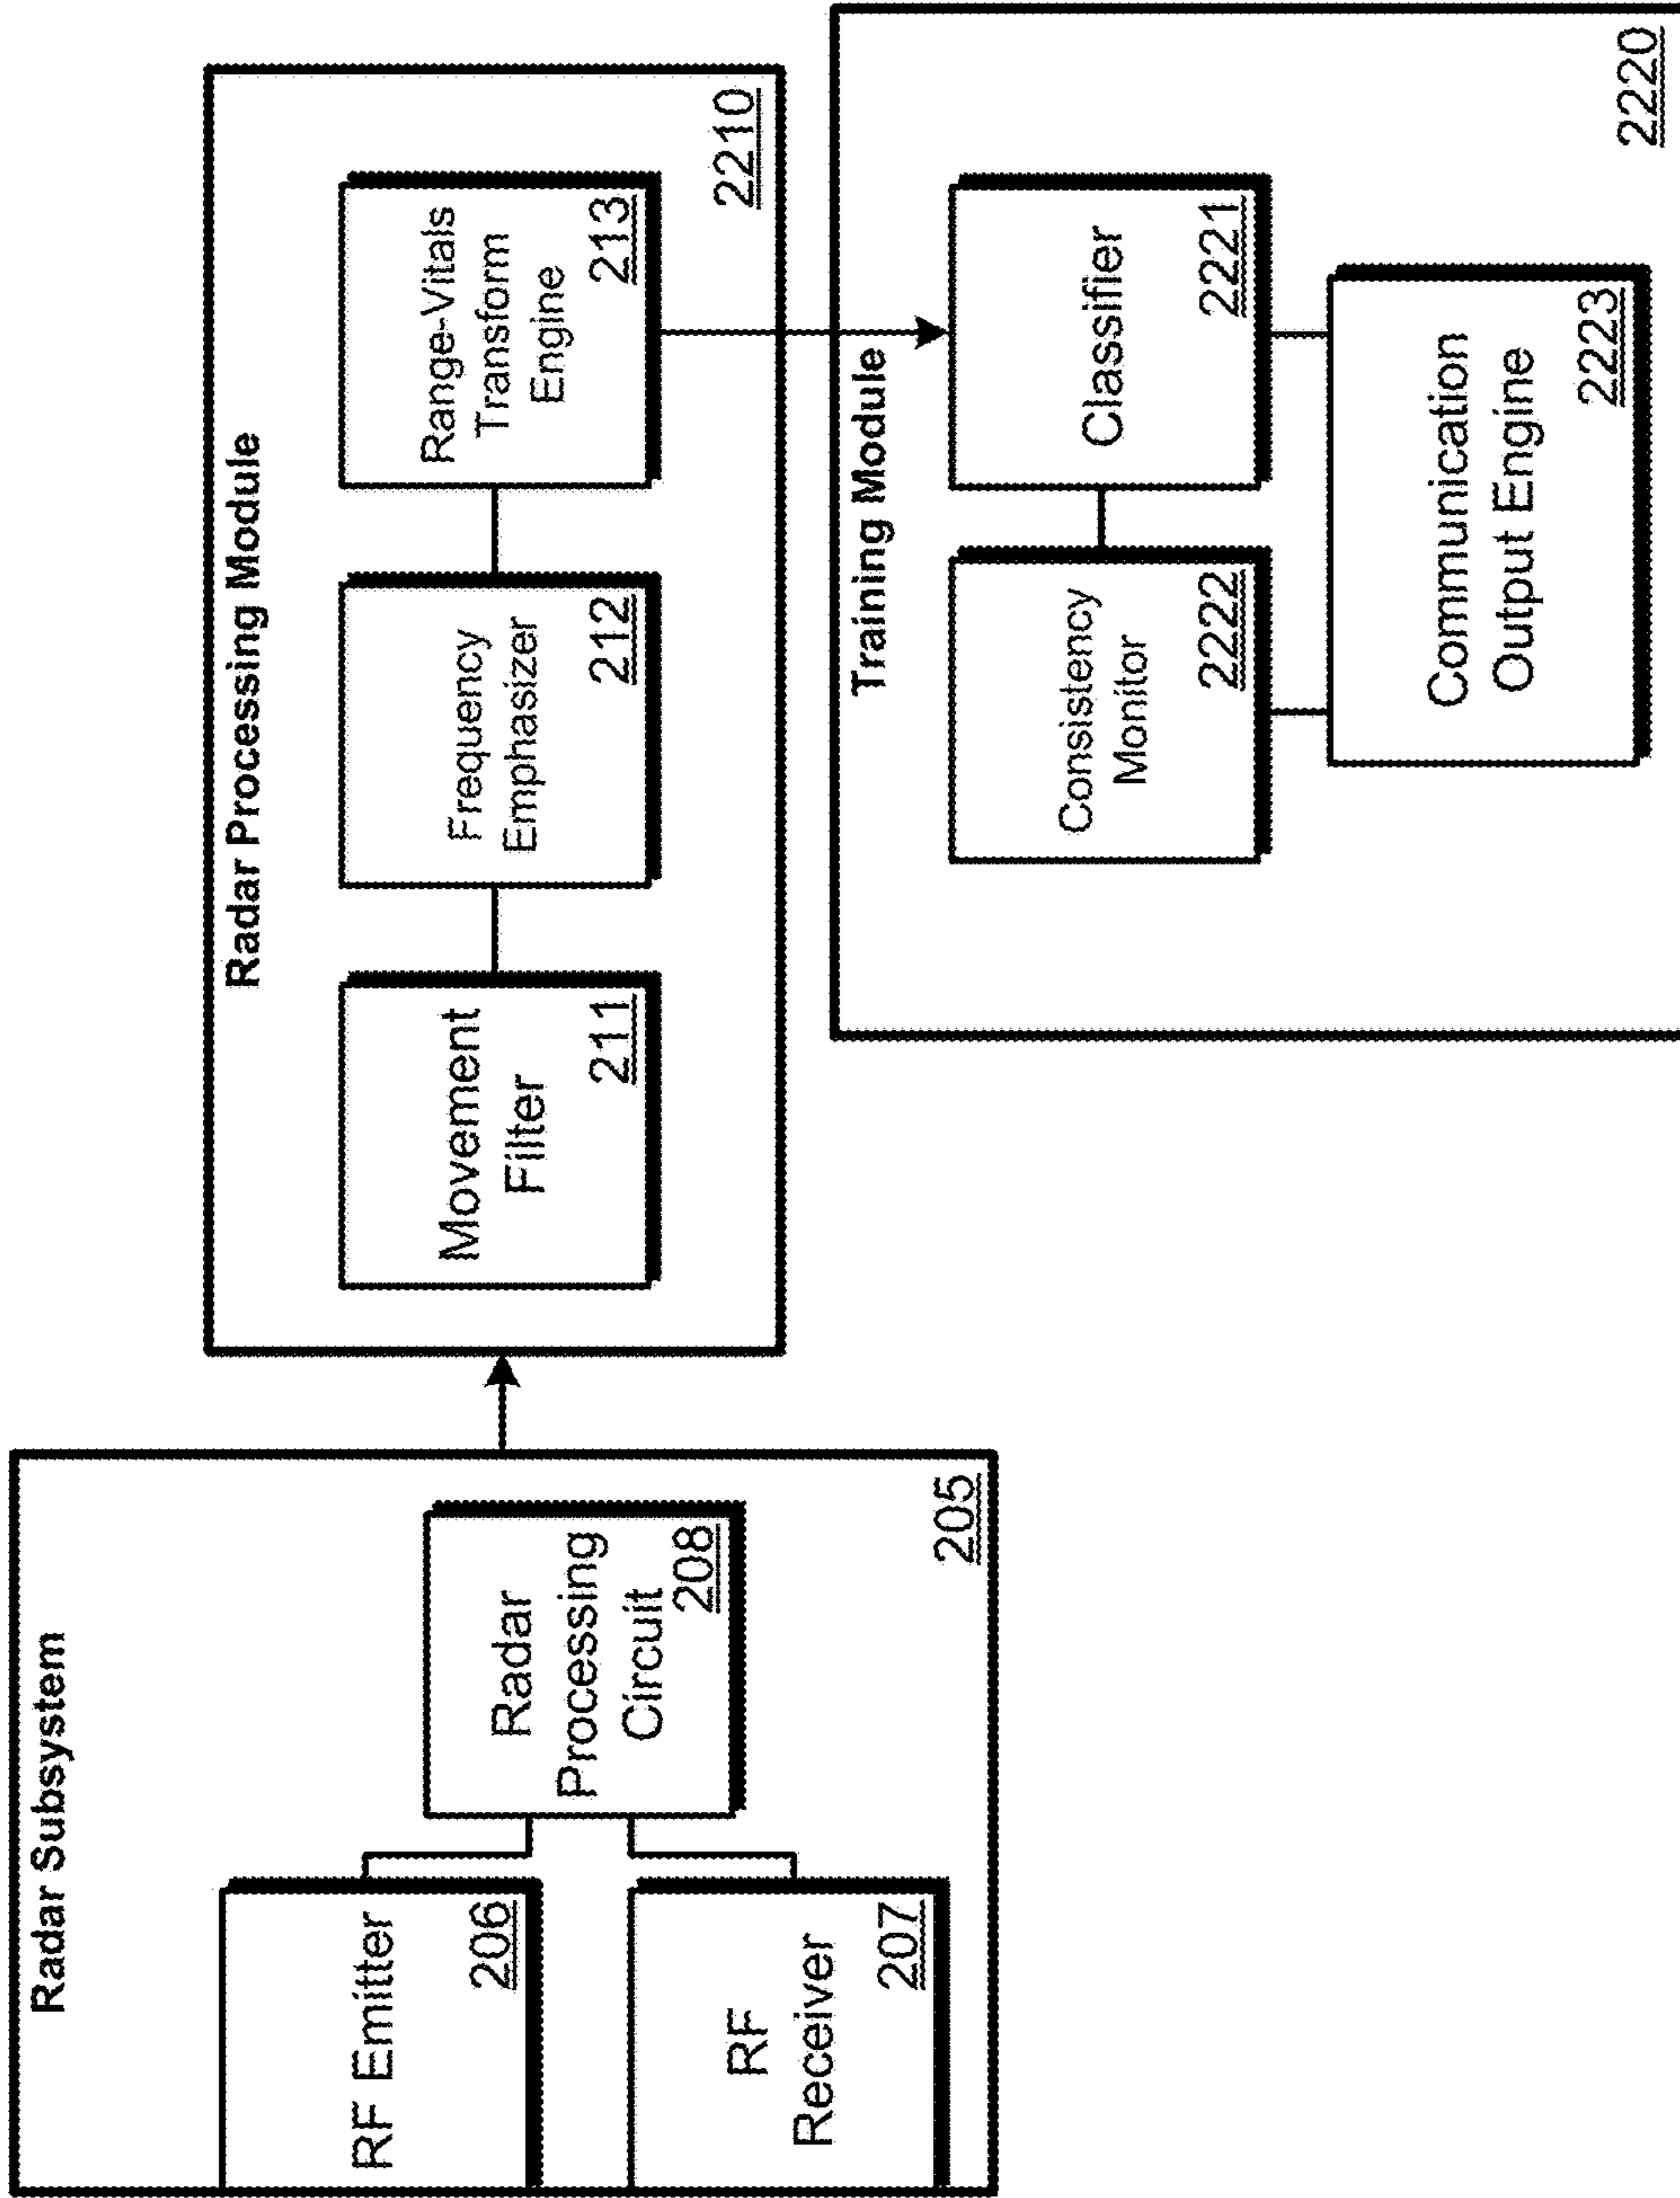 Radar Subsystem
RF Emitter
206
RF
Receiver
207
Radar
Processing
Circuit
208
205
Radar Processing Module
Movement
Filter
211
Frequency
Emphasizer
212
Range-Vitals
Transform
Engine
213
2210
Training Module
Consistency
Monitor
2222
Classifier
2221
Communication
Output Engine
2223
2220